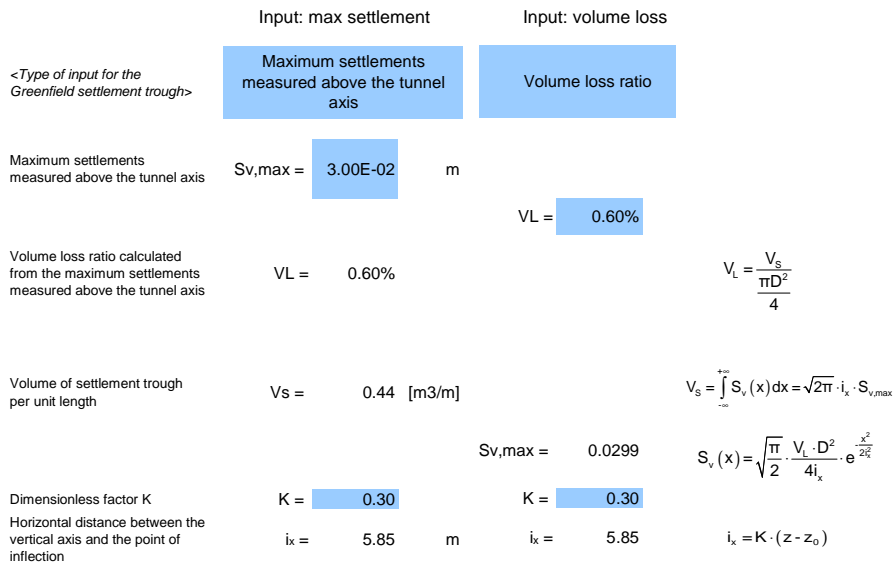 Input: max settlement Input: volume loss
<Type of input for the
Greenfield settlement trough>
Maximum settlements
measured above the tunnel
axis
Volume loss ratio
Maximum settlements
measured above the tunnel axis
Sv,max = 3.00E-02 m
VL = 0.60%
Volume loss ratio calculated
from the maximum settlements
measured above the tunnel axis
VL = 0.60%
V_L = V_S / (πD²/4)
Volume of settlement trough
per unit length
Vs = 0.44 [m3/m]
V_S = ∫_{-∞}^{+∞} S_v(x)dx = √(2π) · i_x · S_{v,max}
Sv,max = 0.0299
S_v(x) = √(π/2) · (V_L · D²)/(4i_x) · e^{-x²/(2i_x²)}
Dimensionless factor K
K = 0.30 K = 0.30
Horizontal distance between the
vertical axis and the point of
inflection
i_x = 5.85 m i_x = 5.85
i_x = K · (z - z_0)